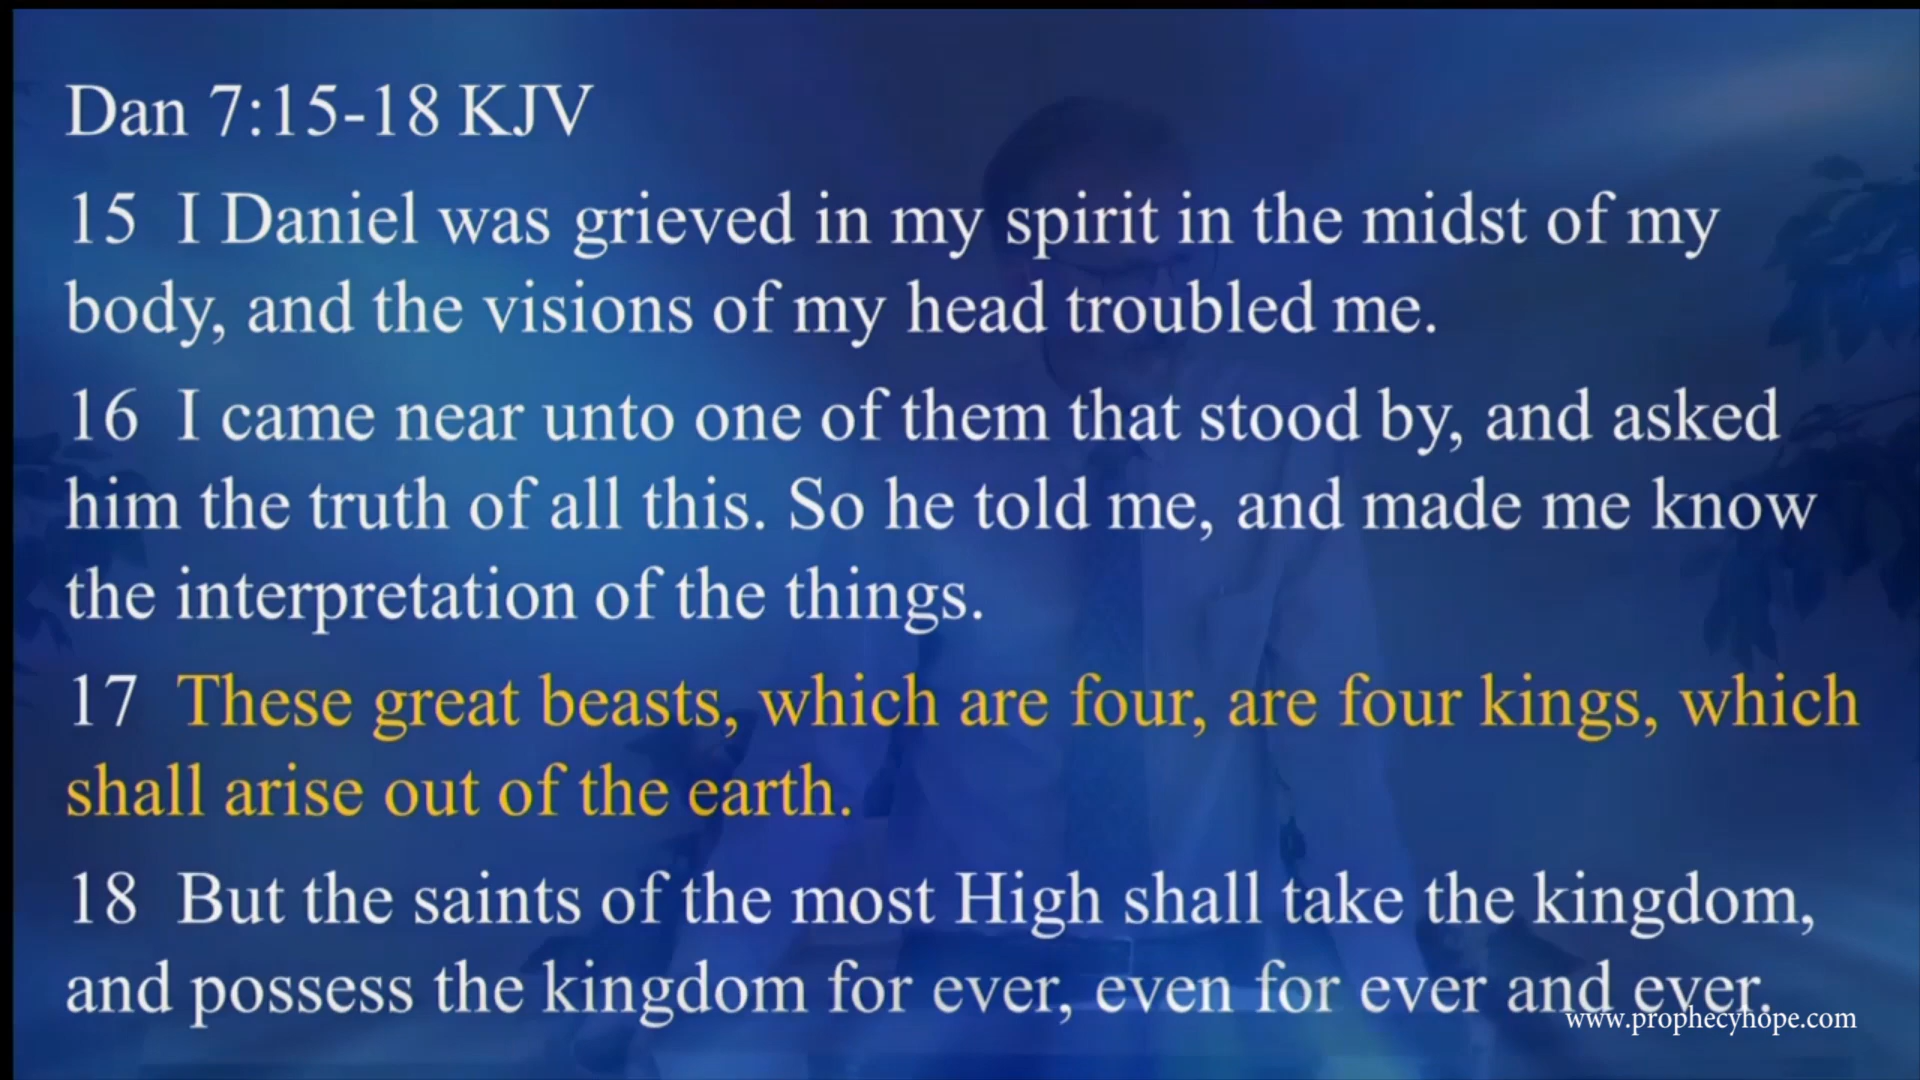 Dan 7:15-18 KJV
15 I Daniel was grieved in my spirit in the midst of my
body, and the visions of my head troubled me.
16 I came near unto one of them that stood by, and asked
him the truth of all this. So he told me, and made me know
the interpretation of the things.
17 These great beasts, which are four, are four kings, which
shall arise out of the earth.
18 But the saints of the most High shall take the kingdom,
and possess the kingdom for ever, even for ever and ever.
www.prophecyhope.com